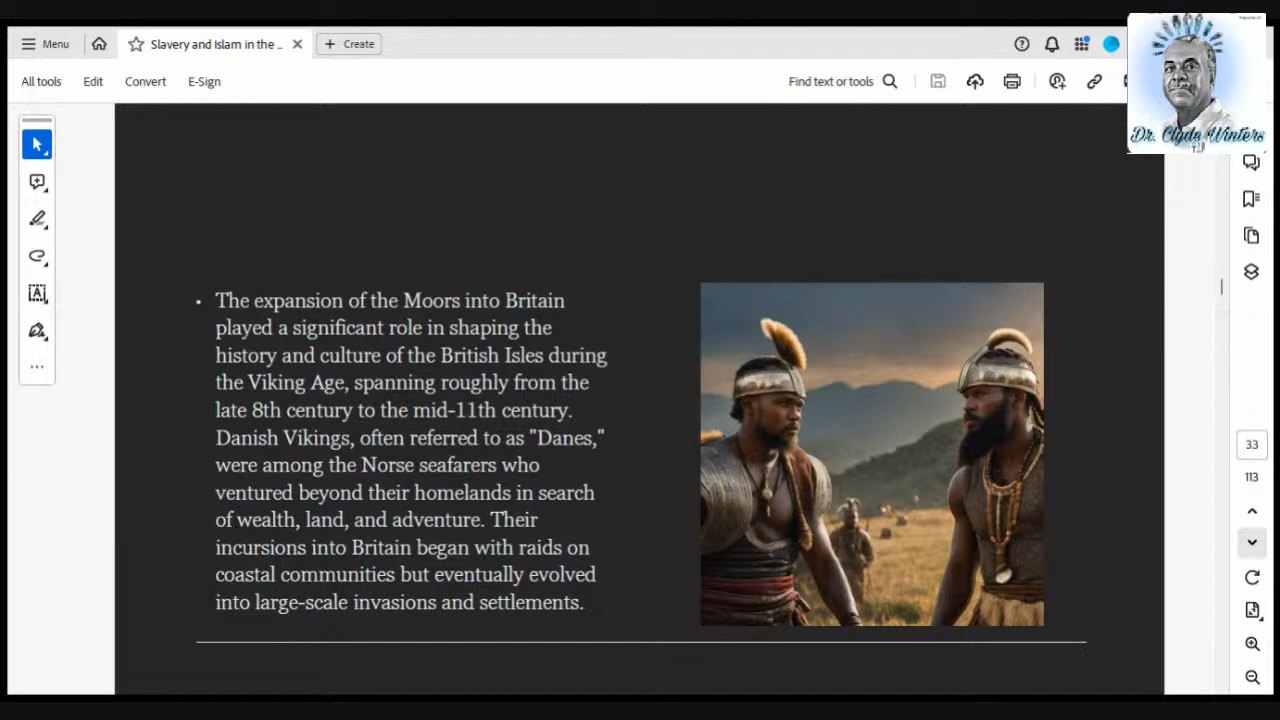 Menu
Slavery and Islam in the ..
Create
All tools
Edit
Convert
E-Sign
Find text or tools
Dr. Clyde Winters
• The expansion of the Moors into Britain
played a significant role in shaping the
history and culture of the British Isles during
the Viking Age, spanning roughly from the
late 8th century to the mid-11th century.
Danish Vikings, often referred to as "Danes,"
were among the Norse seafarers who
ventured beyond their homelands in search
of wealth, land, and adventure. Their
incursions into Britain began with raids on
coastal communities but eventually evolved
into large-scale invasions and settlements.
33
113